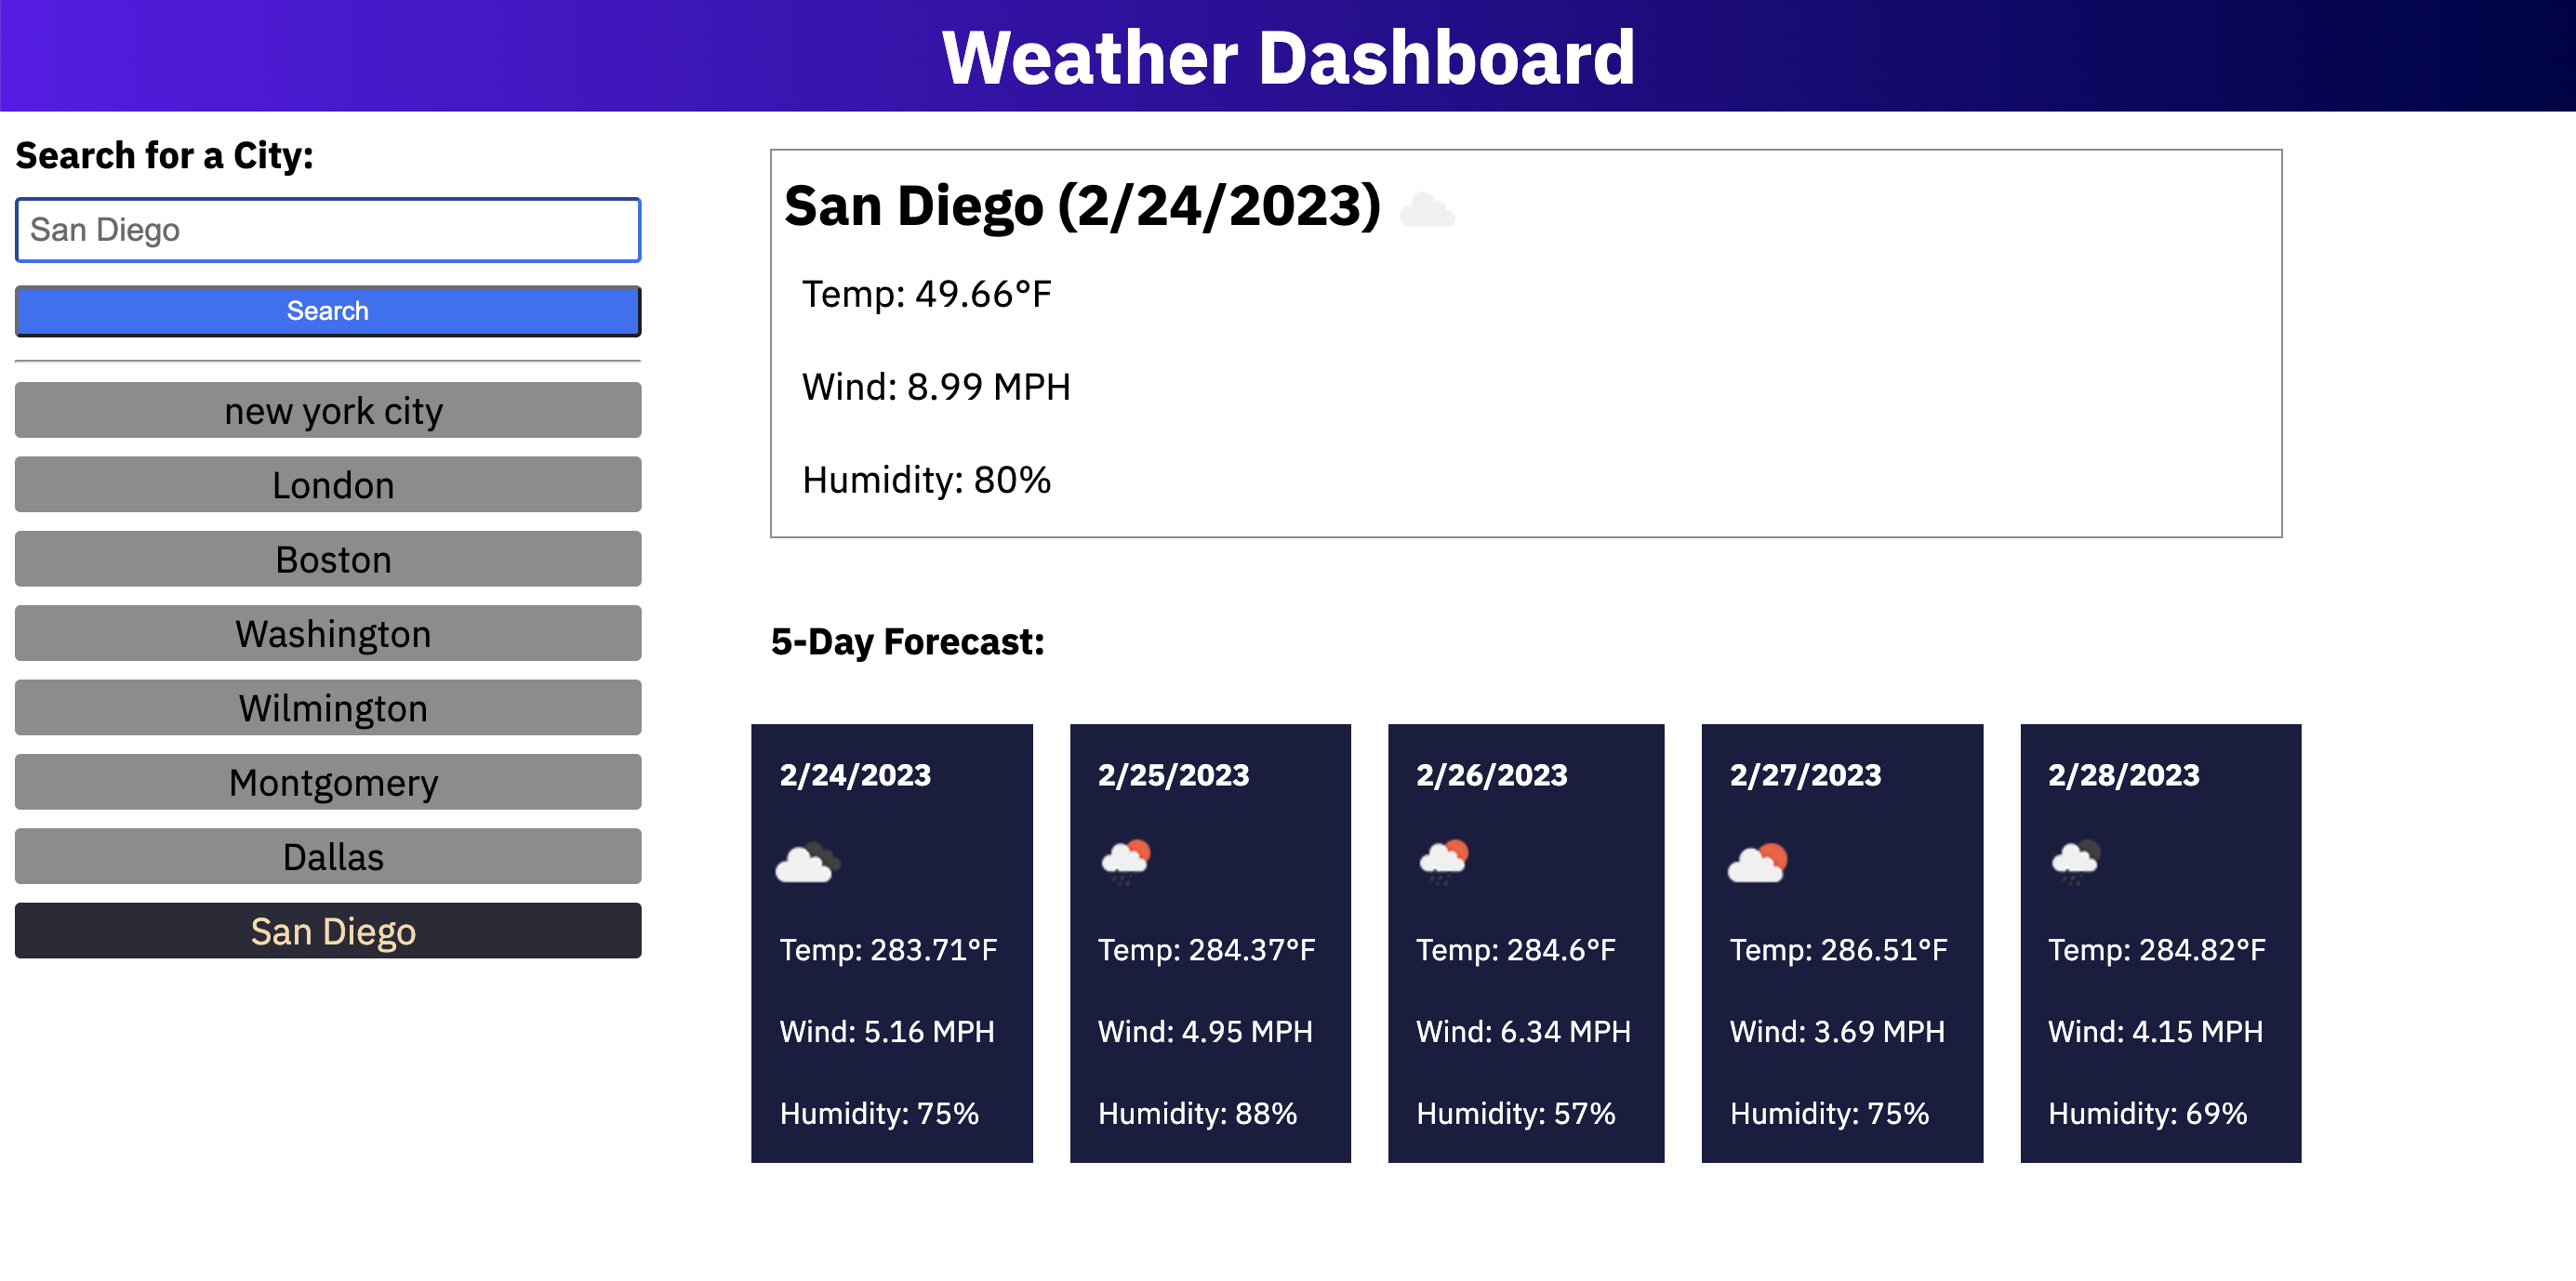 Weather Dashboard
Search for a City:
San Diego
Search
new york city
London
Boston
Washington
Wilmington
Montgomery
Dallas
San Diego
San Diego (2/24/2023)
Temp: 49.66°F
Wind: 8.99 MPH
Humidity: 80%
5-Day Forecast:
2/24/2023
Temp: 283.71°F
Wind: 5.16 MPH
Humidity: 75%
2/25/2023
Temp: 284.37°F
Wind: 4.95 MPH
Humidity: 88%
2/26/2023
Temp: 284.6°F
Wind: 6.34 MPH
Humidity: 57%
2/27/2023
Temp: 286.51°F
Wind: 3.69 MPH
Humidity: 75%
2/28/2023
Temp: 284.82°F
Wind: 4.15 MPH
Humidity: 69%